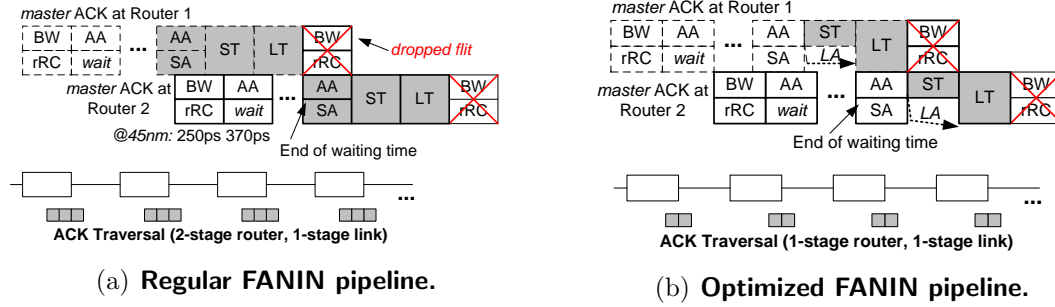 master ACK at Router 1
BW AA ... AA ST LT BW
rRC wait SA rRC
dropped flit
master ACK at
Router 2
BW AA ... AA ST LT BW
rRC wait SA rRC
@45nm: 250ps 370ps
End of waiting time
...
ACK Traversal (2-stage router, 1-stage link)
(a) Regular FANIN pipeline.
master ACK at Router 1
BW AA ... AA ST LT BW
rRC wait SA LA rRC
master ACK at
Router 2
BW AA ... AA ST LT BW
rRC wait SA LA rRC
End of waiting time
...
ACK Traversal (1-stage router, 1-stage link)
(b) Optimized FANIN pipeline.